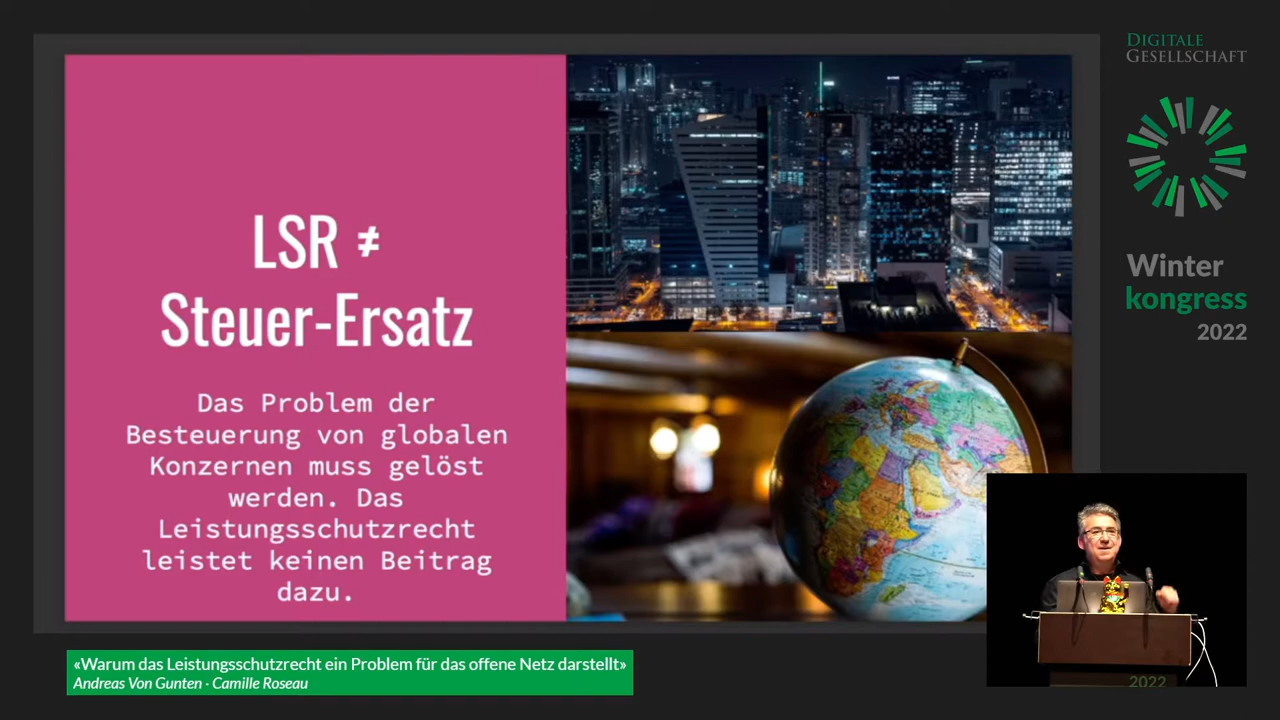 LSR ≠
Steuer-Ersatz
Das Problem der
Besteuerung von globalen
Konzernen muss gelöst
werden. Das
Leistungsschutzrecht
leistet keinen Beitrag
dazu.
DIGITALE
GESELLSCHAFT
Winter
kongress
2022
2022
«Warum das Leistungsschutzrecht ein Problem für das offene Netz darstellt»
Andreas Von Gunten · Camille Roseau